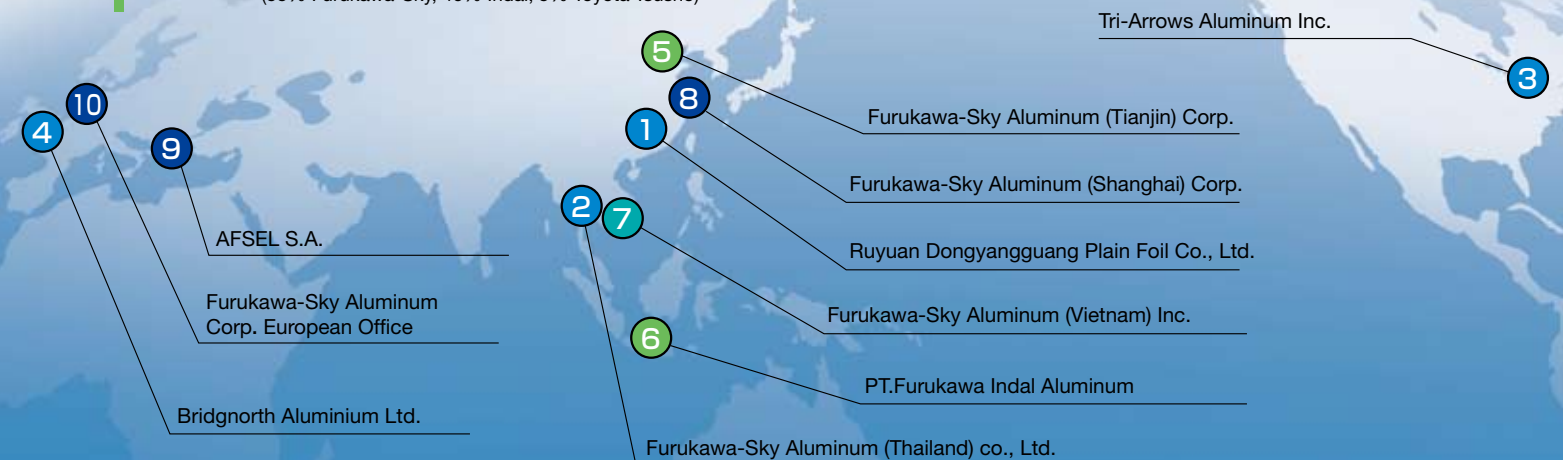 Tri-Arrows Aluminum Inc.
5
3
10
8
Furukawa-Sky Aluminum (Tianjin) Corp.
4
1
9
Furukawa-Sky Aluminum (Shanghai) Corp.
2
7
AFSEL S.A.
Ruyuan Dongyangguang Plain Foil Co., Ltd.
Furukawa-Sky Aluminum
Corp. European Office
Furukawa-Sky Aluminum (Vietnam) Inc.
6
PT.Furukawa Indal Aluminum
Bridgnorth Aluminium Ltd.
Furukawa-Sky Aluminum (Thailand) co., Ltd.